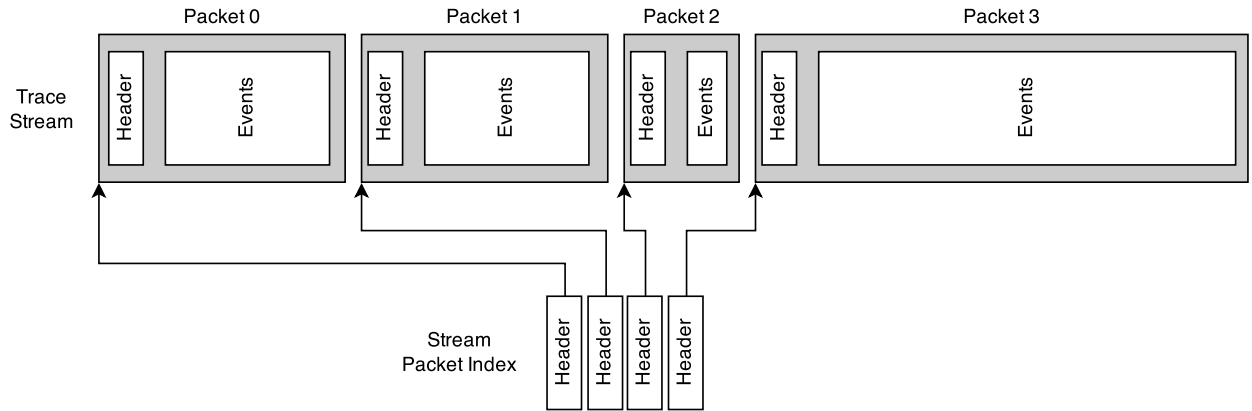 Packet 0
Packet 1
Packet 2
Packet 3
Trace
Stream
Header
Events
Header
Events
Header
Events
Header
Events
Stream
Packet Index
Header
Header
Header
Header